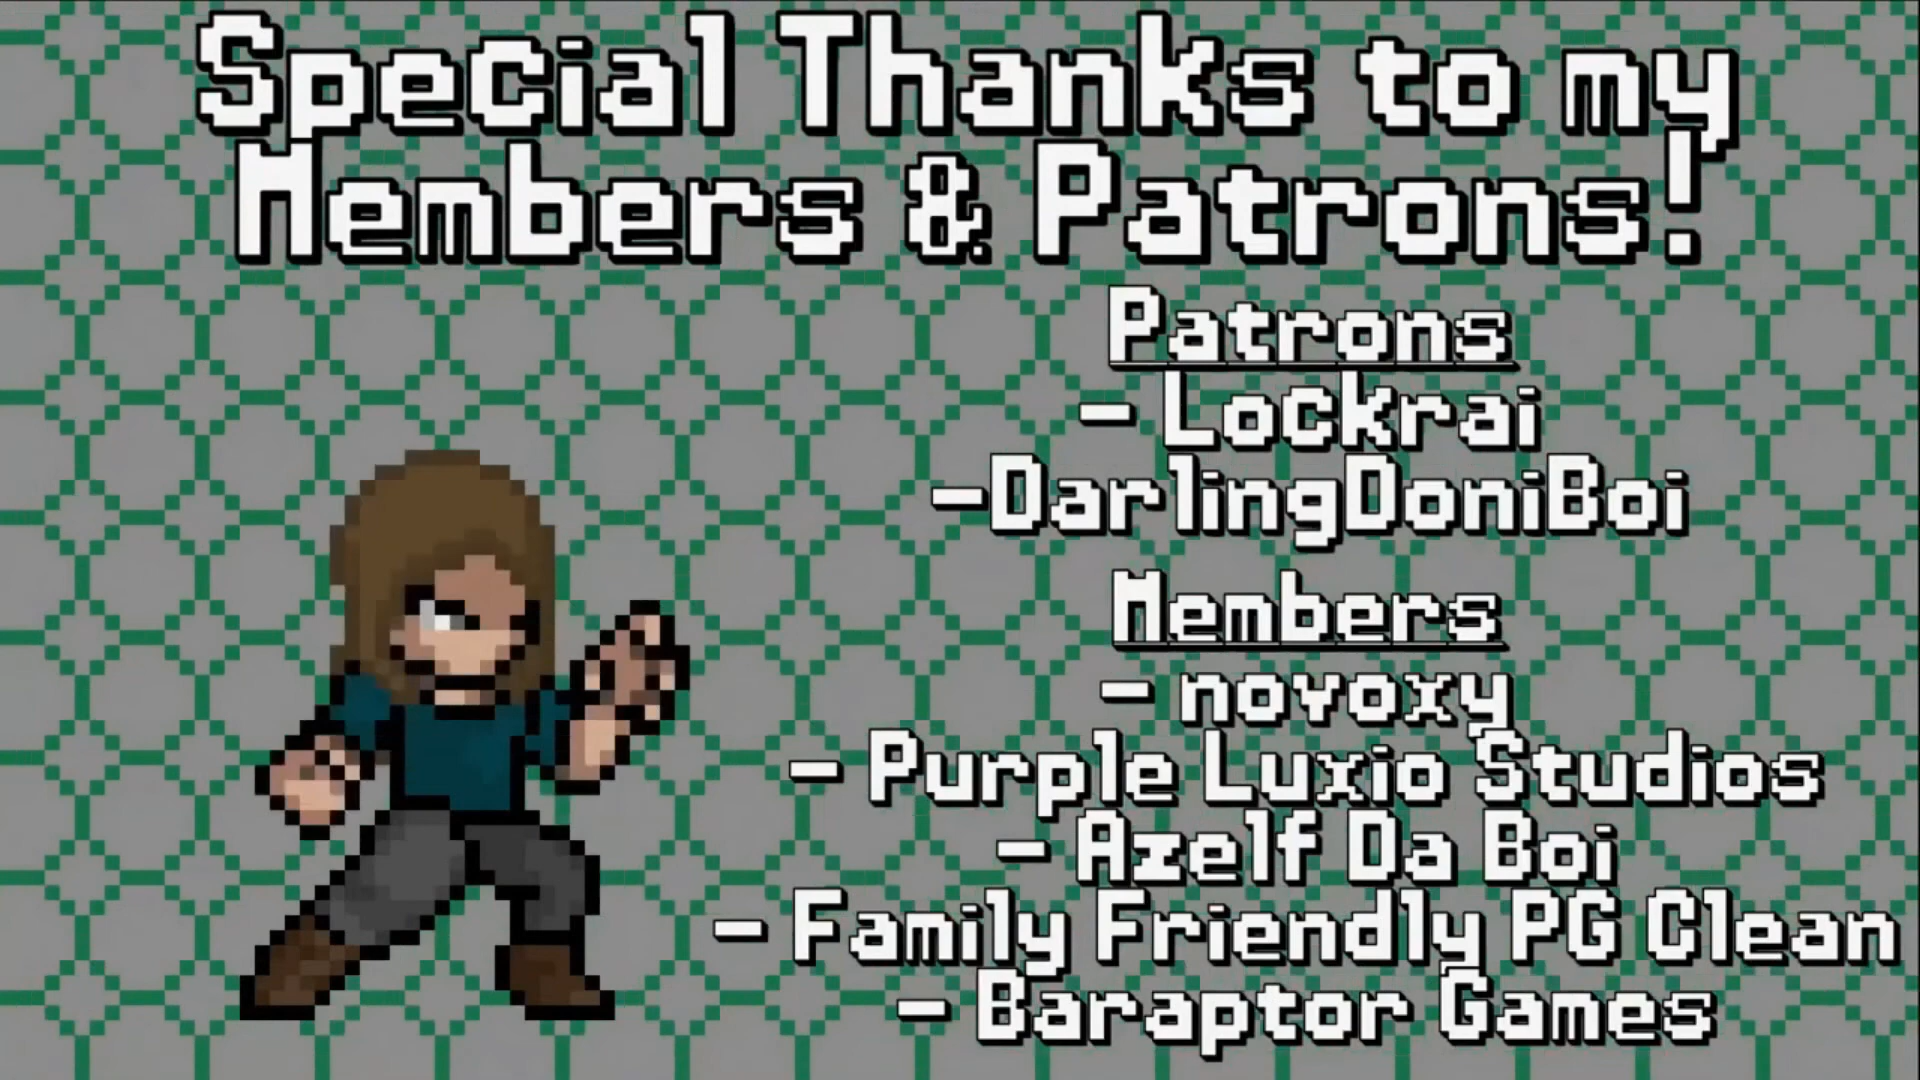 Special Thanks to my
Members & Patrons!
Patrons
- Lockrai
-DarlingDoniBoi
Members
- novoxy
- Purple Luxio Studios
- Azelf Da Boi
- Family Friendly PG Clean
- Baraptor Games